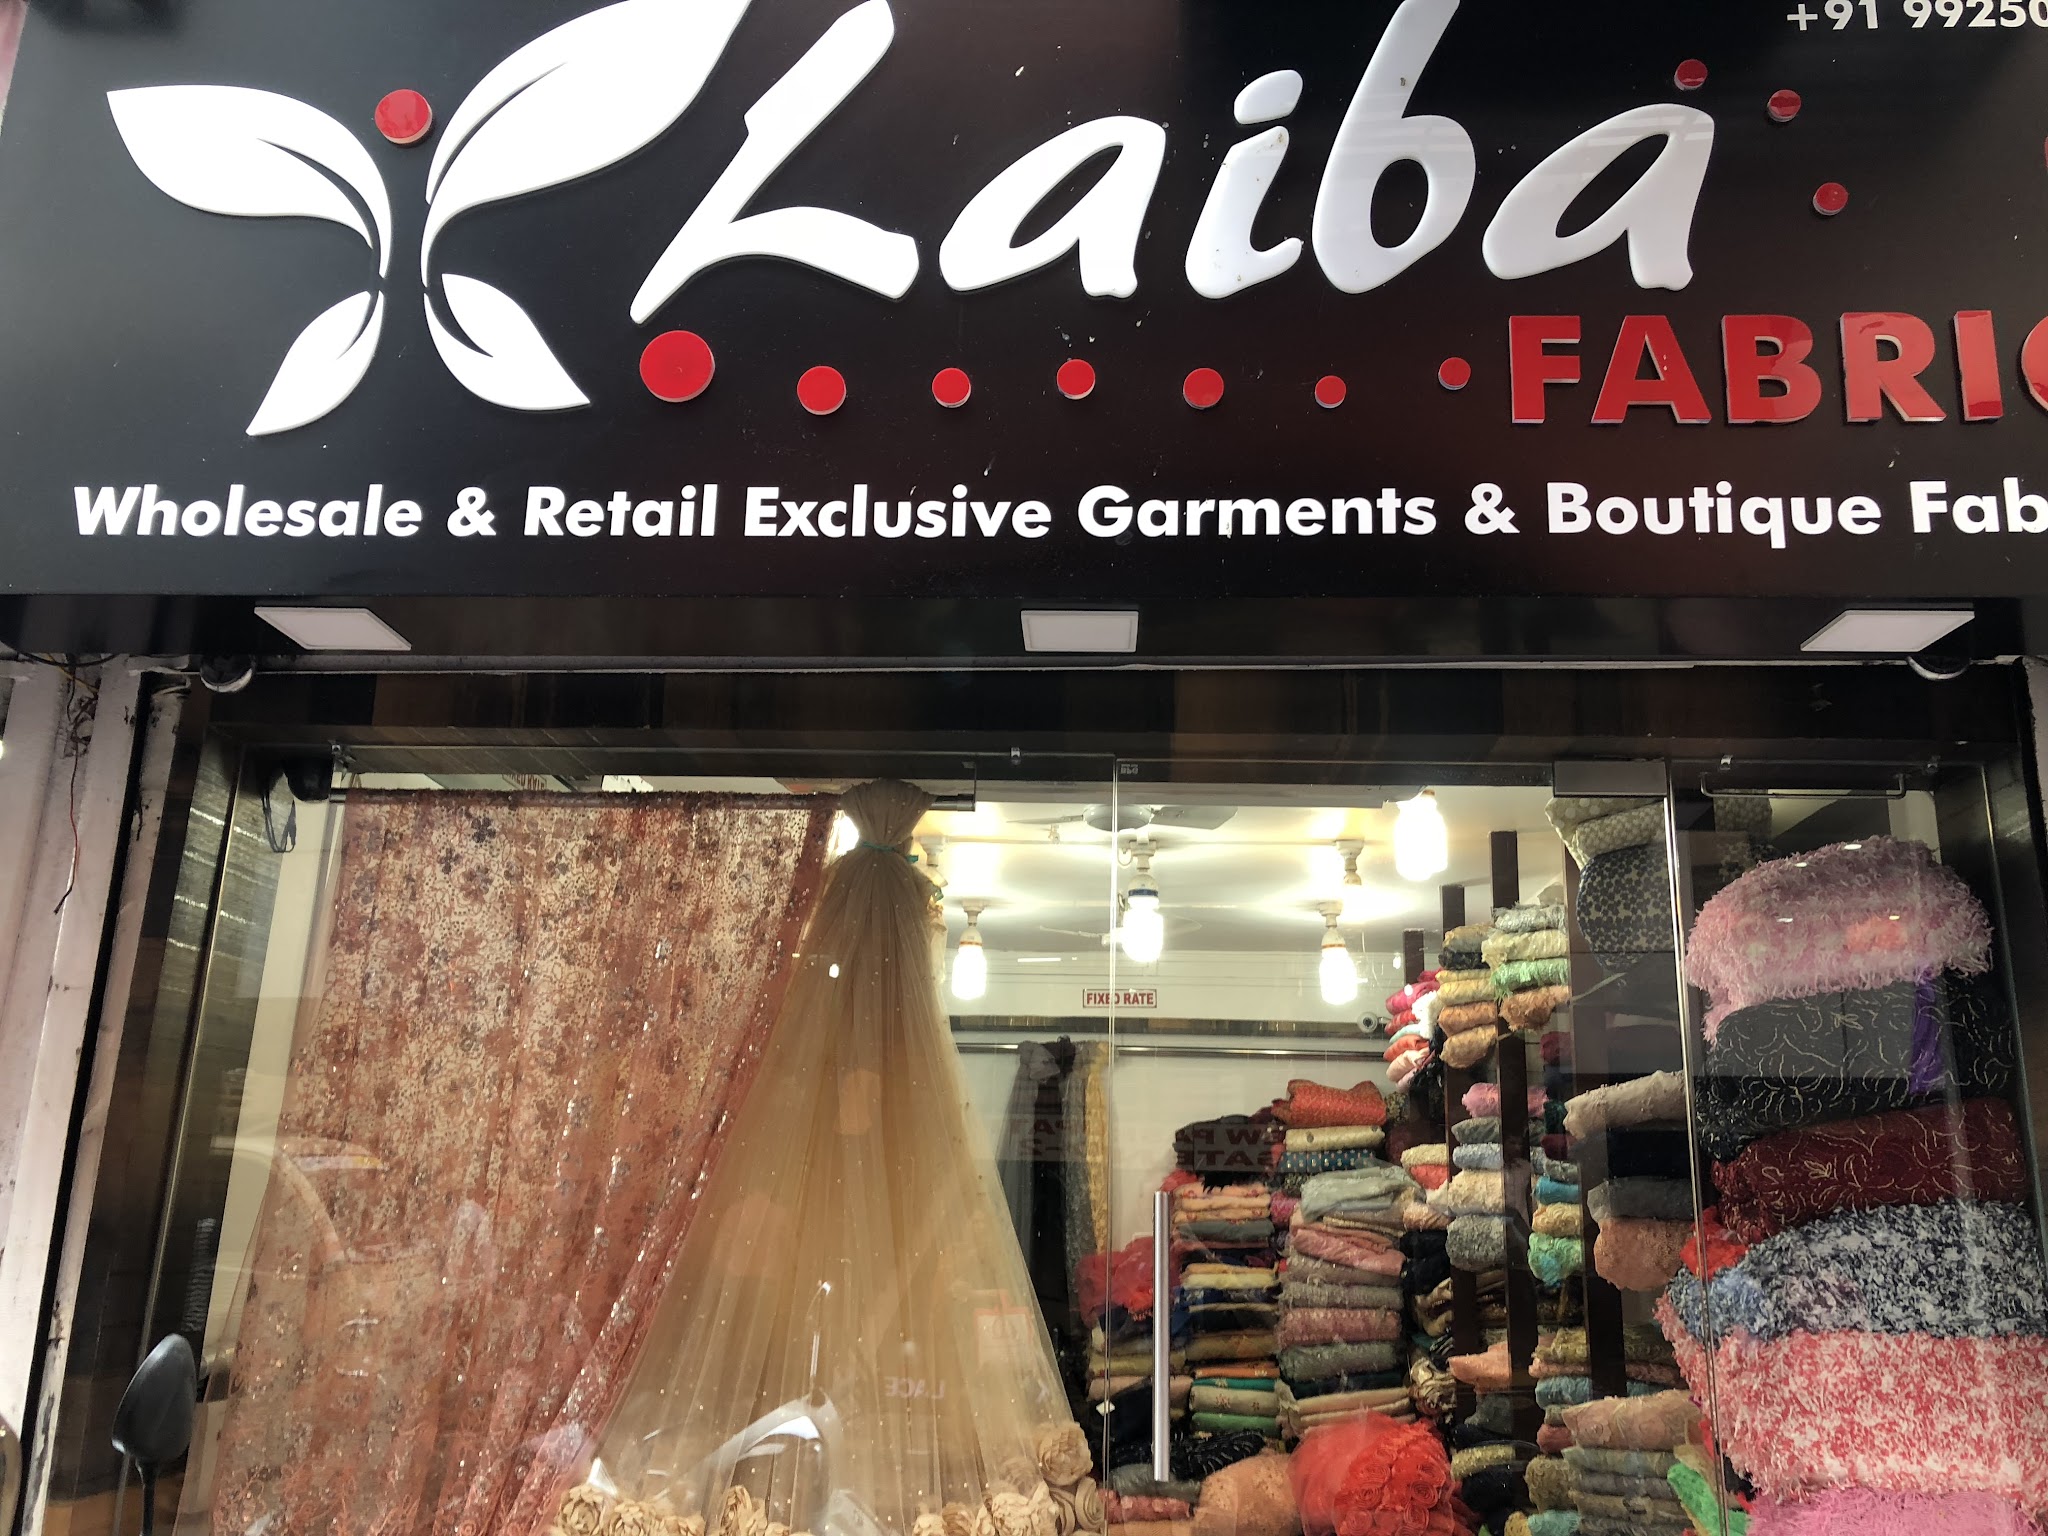 +91 99250
Laiba
FABRIC
Wholesale & Retail Exclusive Garments & Boutique Fab
FIXED RATE
LACE